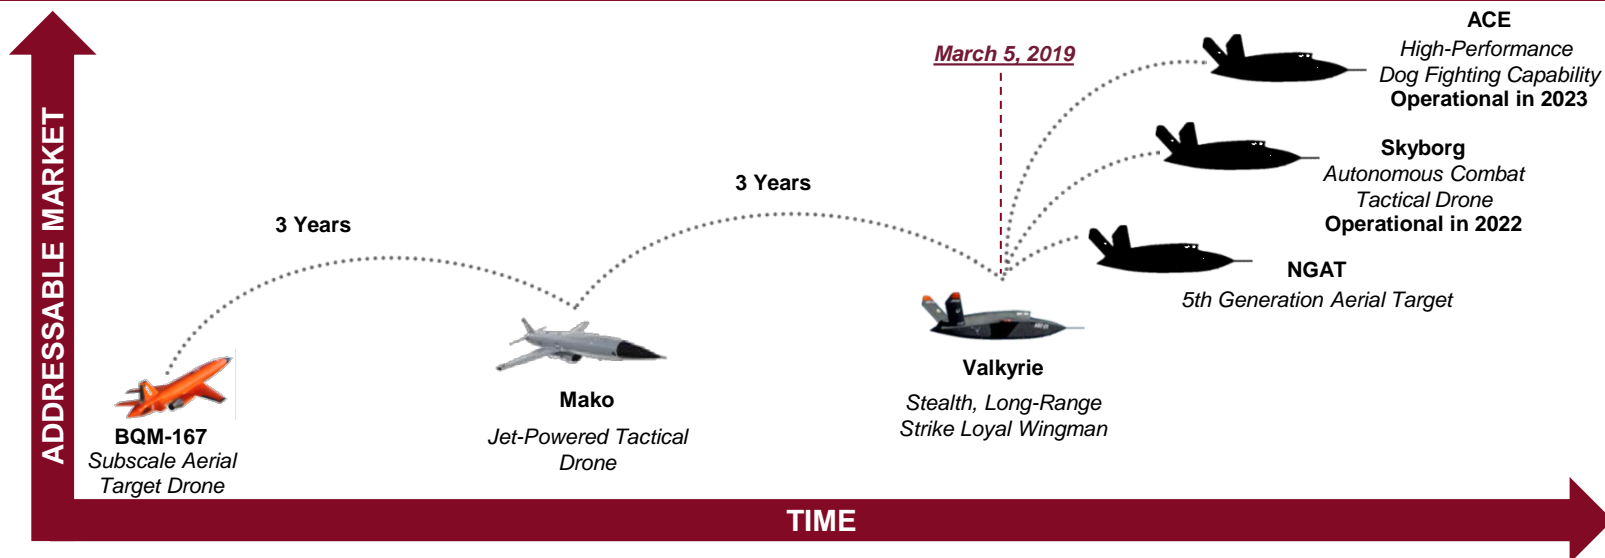 ADDRESSABLE MARKET
March 5, 2019
ACE
High-Performance
Dog Fighting Capability
Operational in 2023
Skyborg
Autonomous Combat
Tactical Drone
Operational in 2022
NGAT
5th Generation Aerial Target
3 Years
3 Years
BQM-167
Subscale Aerial
Target Drone
Mako
Jet-Powered Tactical
Drone
Valkyrie
Stealth, Long-Range
Strike Loyal Wingman
TIME